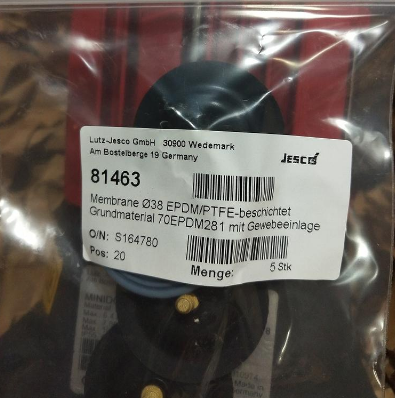 Lutz-Jesco GmbH 30900 Wedemark
Am Bostelberge 19 Germany
JESCO
81463
Membrane Ø38 EPDM/PTFE-beschichtet
Grundmaterial 70EPDM281 mit Gewebeeinlage
O/N: S164780
Pos: 20
Menge: 5 Stk